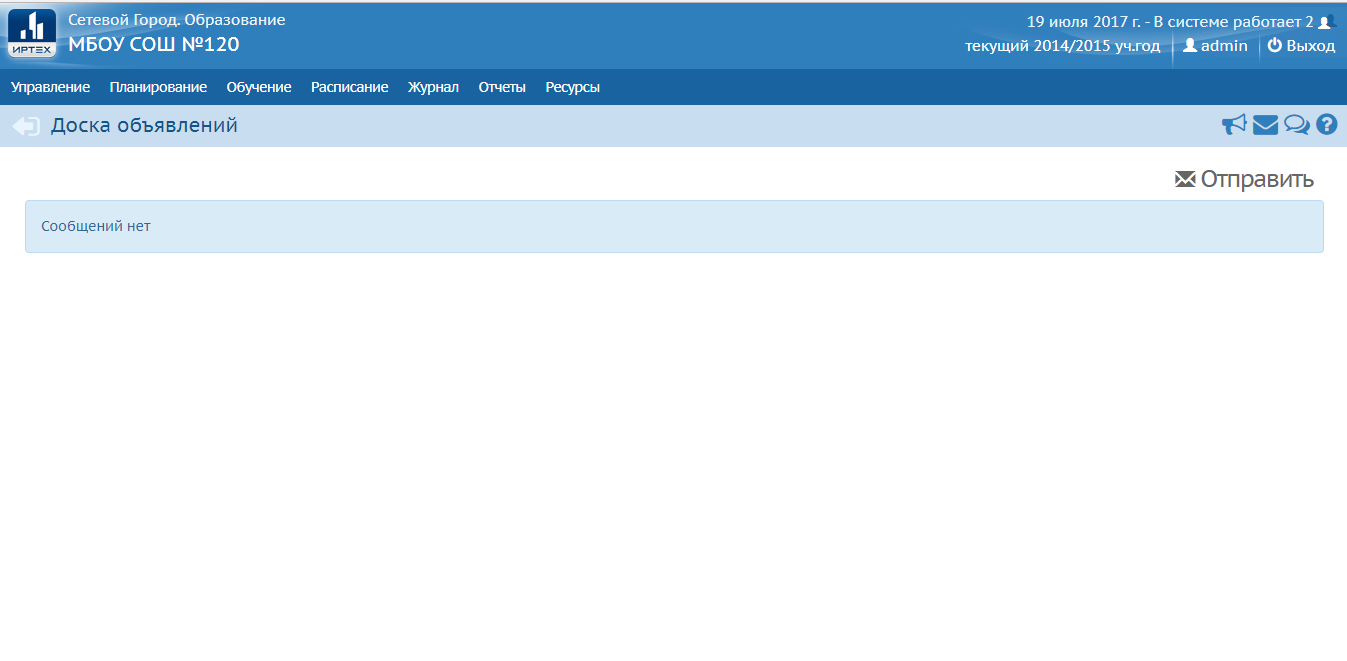 Сетевой Город. Образование
МБОУ СОШ №120
ИРТЕХ
19 июля 2017 г. - В системе работает 2
текущий 2014/2015 уч.год admin Выход
Управление Планирование Обучение Расписание Журнал Отчеты Ресурсы
Доска объявлений
Отправить
Сообщений нет